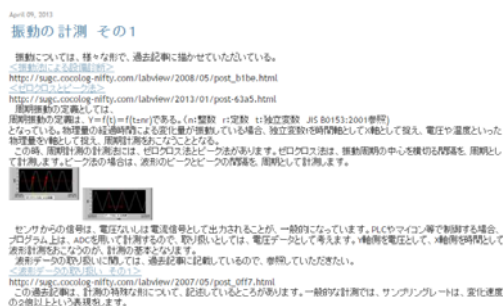 April 09, 2013
振動の計測 その1
振動については、様々な形で、過去記事に描かせていただいている。
<振動法による設備診断>
http://sugc.cocolog-nifty.com/labview/2008/05/post_b1be.html
<ゼロクロスとピーク法>
http://sugc.cocolog-nifty.com/labview/2013/01/post-63a5.html
周期振動の定義としては、
周期振動の定義は、Y=f(t)=f(t±nτ)である。(n:整数 τ:定数 t:独立変数 JIS B0153:2001参照)
となっている。物理量の経過時間による変化量が振動している場合、独立変数tを時間軸としてX軸として捉え、電圧や温度といった
物理量をY軸として捉え、周期計測をおこなうことになる。
この時、周期計測の計測法には、ゼロクロス法とピーク法があります。ゼロクロス法は、振動周期の中心を横切る間隔を、周期とし
て計測します。ピーク法の場合は、波形のピークとピークの間隔を、周期として計測します。
センサからの信号は、電圧ないしは電流信号として出力されることが、一般的になっています。PLCやマイコン等で制御する場合、
プログラム上は、ADCを用いて計測するので、取り扱いとしては、電圧データとして考えます。Y軸側を電圧として、X軸側を時間として
波形計測をおこなうのが、計測の基本となります。
波形データの取り扱いに関しては、過去記事に記載しているので、参照していただきたい。
<波形データの取り扱い その1>
http://sugc.cocolog-nifty.com/labview/2007/05/post_0ff7.html
この過去記事は、計測の特殊な形について、記述しているところがあります。一般的な計測では、サンプリングレートは、変化速度
の2倍以上という表現をします。